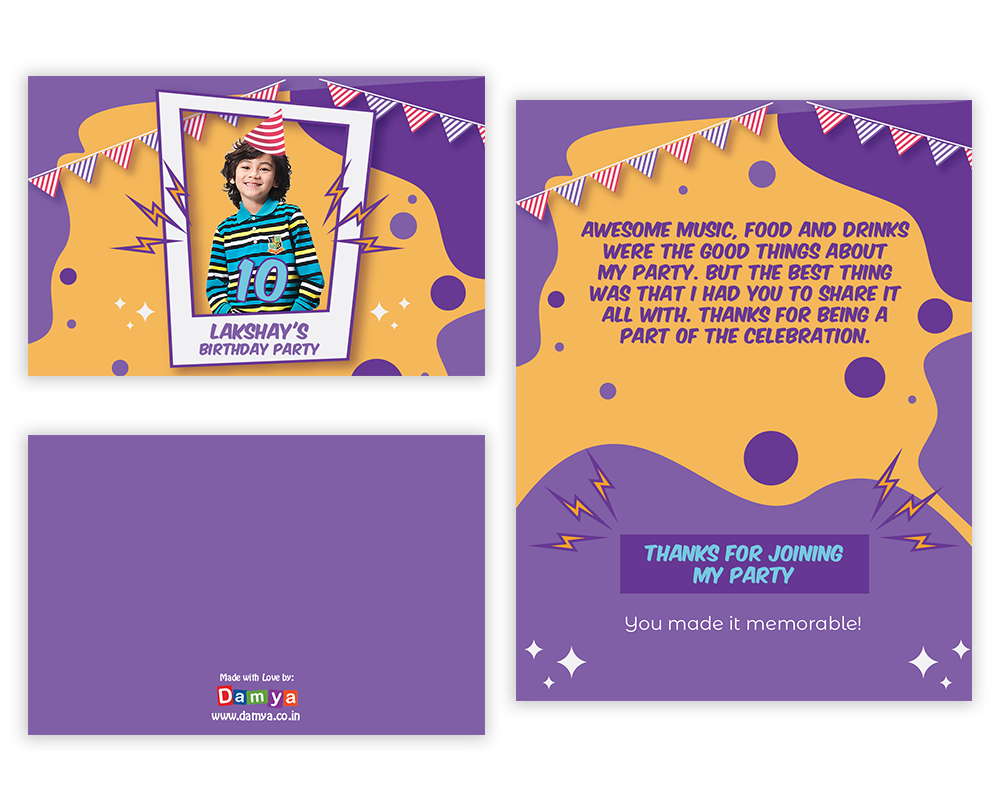 10
LAKSHAY'S
BIRTHDAY PARTY
Made with Love by:
Damya
www.damya.co.in
AWESOME MUSIC, FOOD AND DRINKS
WERE THE GOOD THINGS ABOUT
MY PARTY. BUT THE BEST THING
WAS THAT I HAD YOU TO SHARE IT
ALL WITH. THANKS FOR BEING A
PART OF THE CELEBRATION.
THANKS FOR JOINING
MY PARTY
You made it memorable!